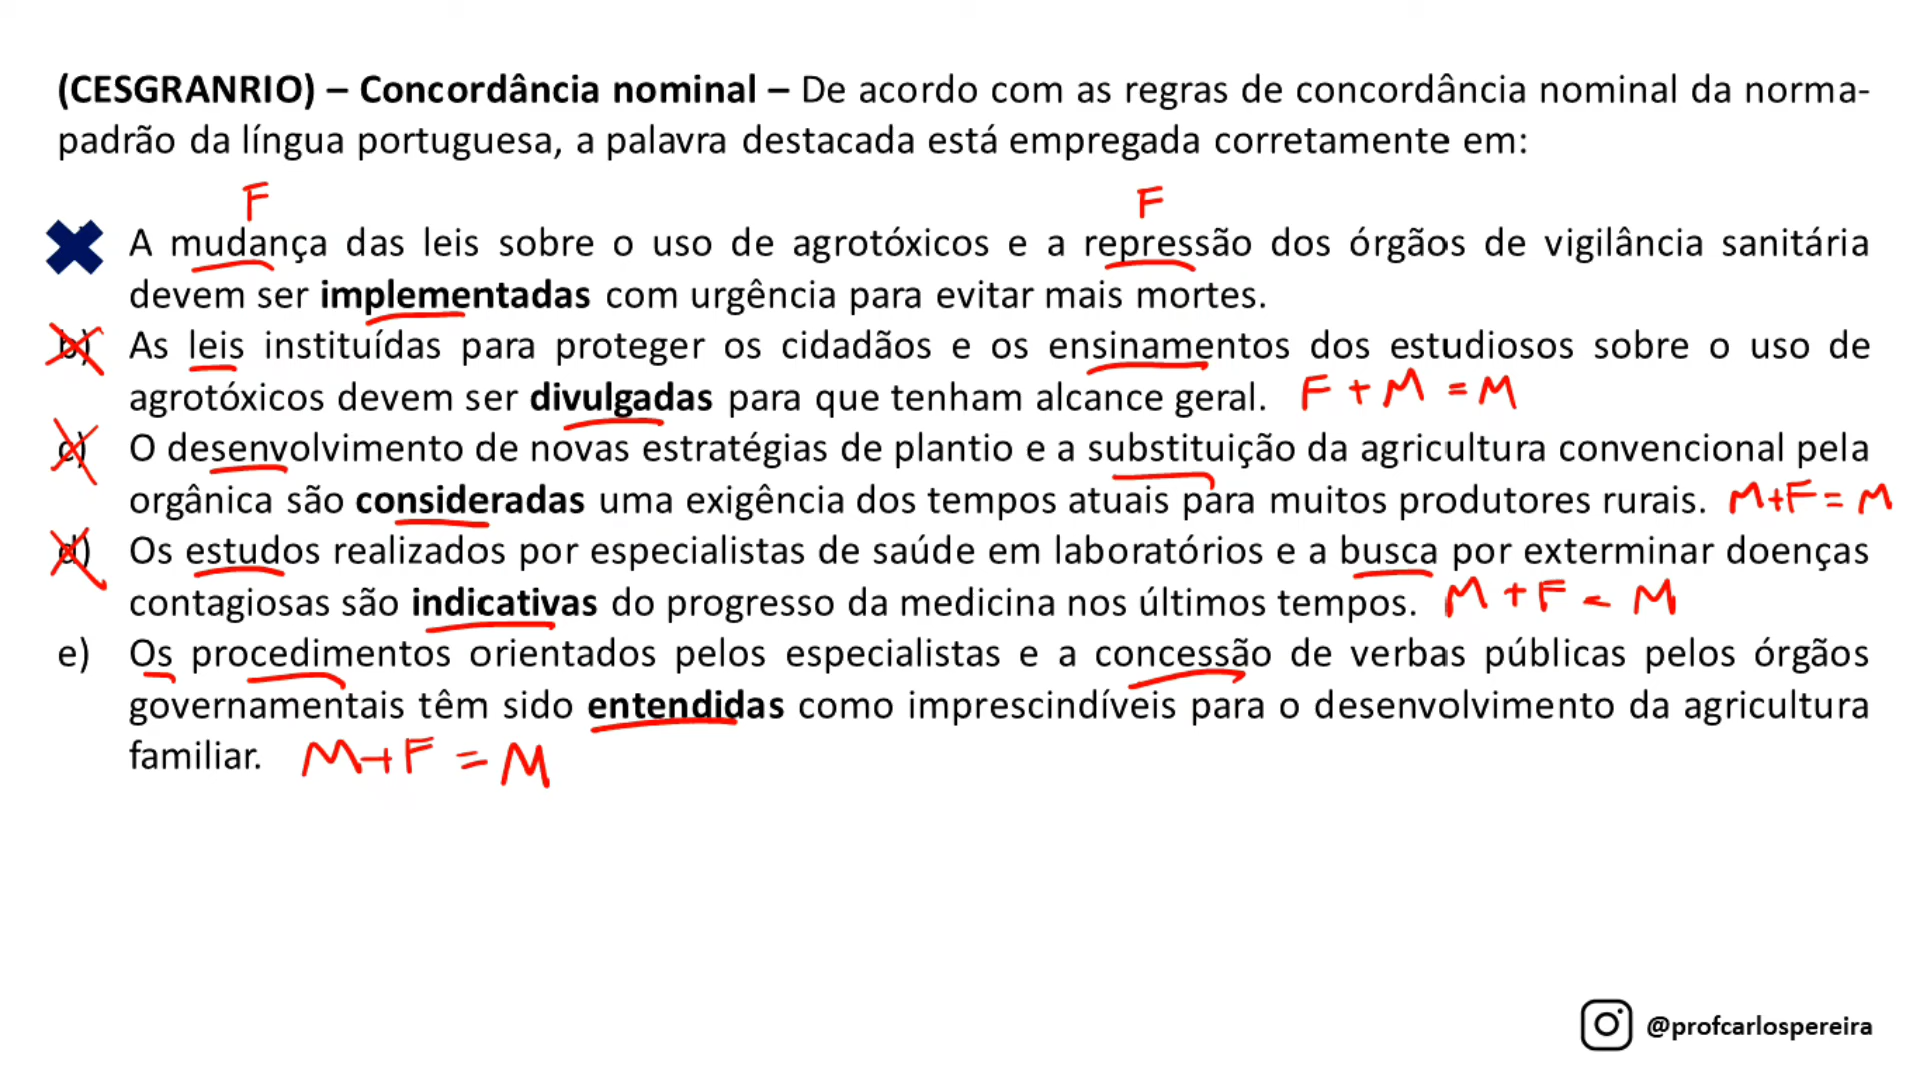 (CESGRANRIO) – Concordância nominal – De acordo com as regras de concordância nominal da norma-
padrão da língua portuguesa, a palavra destacada está empregada corretamente em:
F F
A mudança das leis sobre o uso de agrotóxicos e a repressão dos órgãos de vigilância sanitária
devem ser implementadas com urgência para evitar mais mortes.
b) As leis instituídas para proteger os cidadãos e os ensinamentos dos estudiosos sobre o uso de
agrotóxicos devem ser divulgadas para que tenham alcance geral. F + M = M
c) O desenvolvimento de novas estratégias de plantio e a substituição da agricultura convencional pela
orgânica são consideradas uma exigência dos tempos atuais para muitos produtores rurais. M+F = M
d) Os estudos realizados por especialistas de saúde em laboratórios e a busca por exterminar doenças
contagiosas são indicativas do progresso da medicina nos últimos tempos. M + F = M
e) Os procedimentos orientados pelos especialistas e a concessão de verbas públicas pelos órgãos
governamentais têm sido entendidas como imprescindíveis para o desenvolvimento da agricultura
familiar. M+F = M
@profcarlospereira